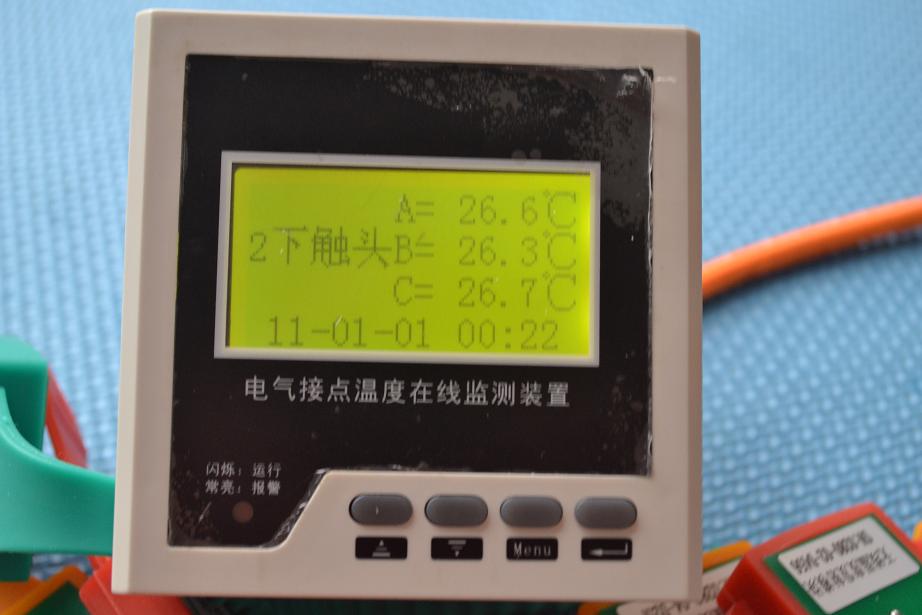 A= 26.6℃
2下触头B= 26.3℃
C= 26.7℃
11-01-01 00:22
电气接点温度在线监测装置
闪烁：运行
常亮：报警
Menu